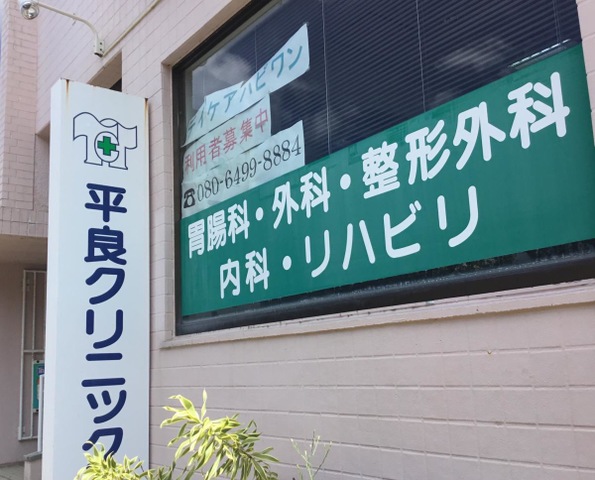 平良クリニック
デイケアハピワン
利用者募集中
☎080-6499-8884
胃腸科・外科・整形外科
内科・リハビリ